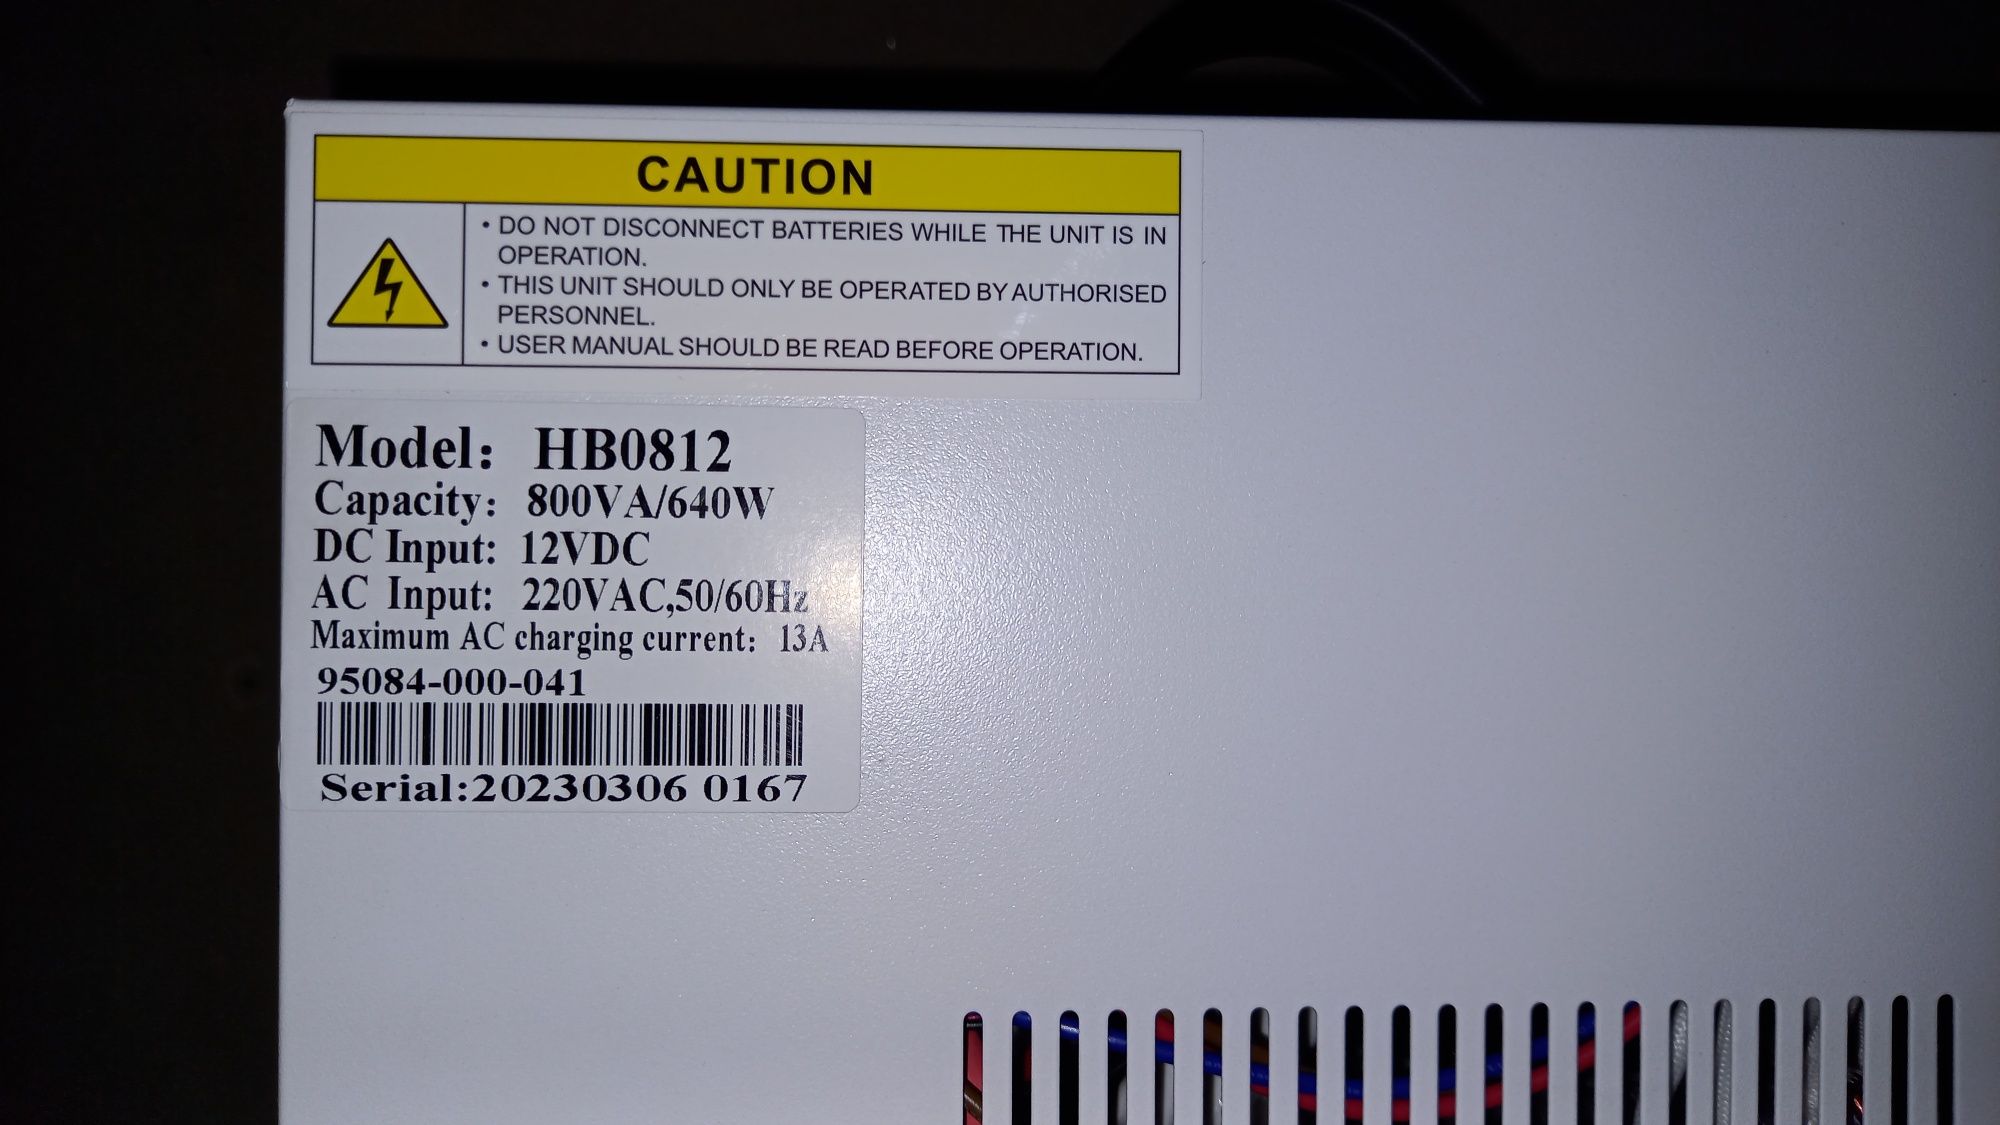 CAUTION
• DO NOT DISCONNECT BATTERIES WHILE THE UNIT IS IN
OPERATION.
• THIS UNIT SHOULD ONLY BE OPERATED BY AUTHORISED
PERSONNEL.
• USER MANUAL SHOULD BE READ BEFORE OPERATION.
Model: HB0812
Capacity: 800VA/640W
DC Input: 12VDC
AC Input: 220VAC,50/60Hz
Maximum AC charging current: 13A
95084-000-041
Serial:20230306 0167